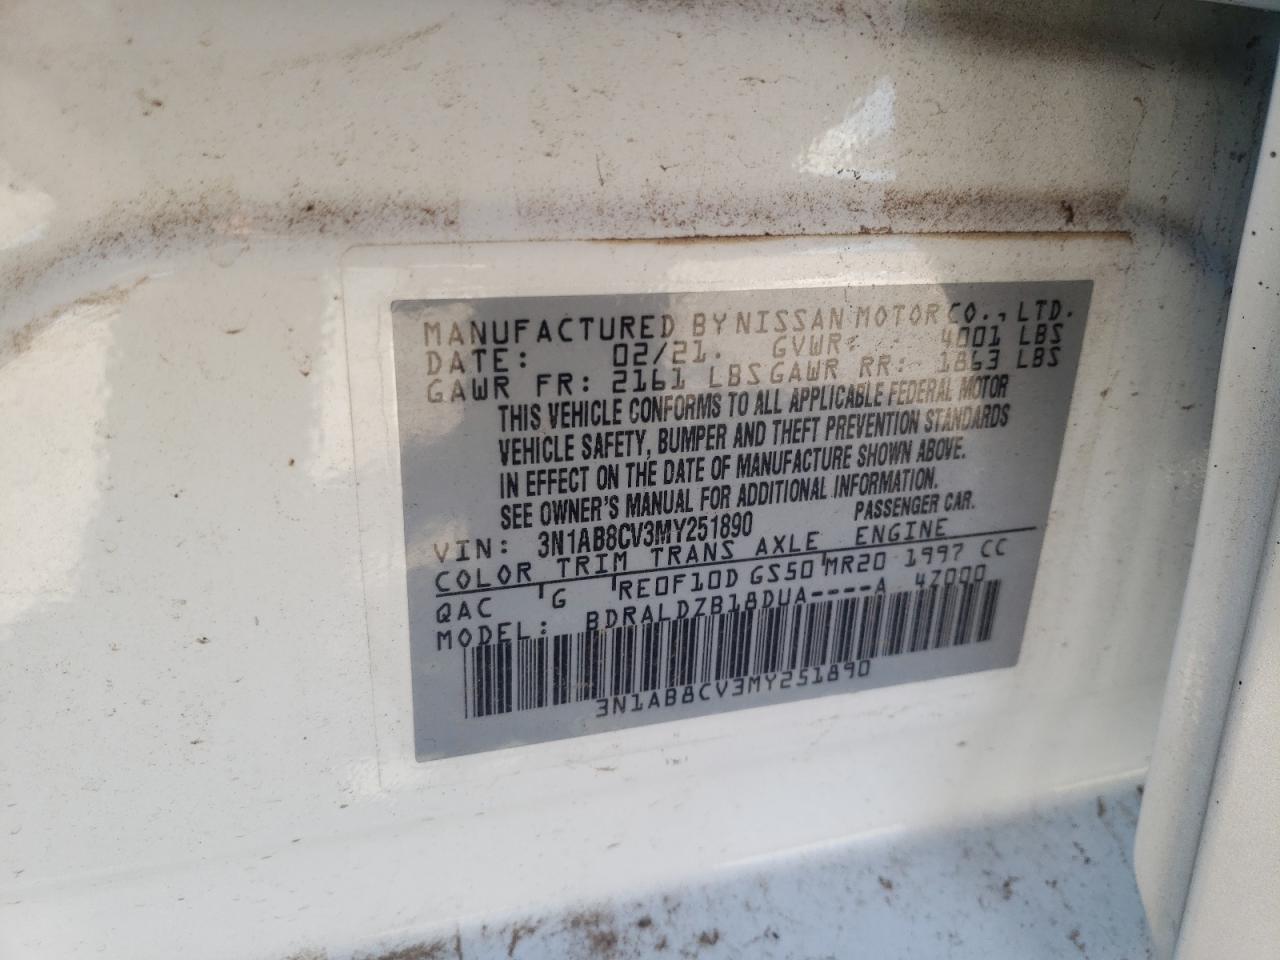 MANUFACTURED BY NISSAN MOTOR CO., LTD.
DATE: 02/21. GVWR: 4001 LBS
GAWR FR: 2161 LBS GAWR RR: 1863 LBS
THIS VEHICLE CONFORMS TO ALL APPLICABLE FEDERAL MOTOR
VEHICLE SAFETY, BUMPER AND THEFT PREVENTION STANDARDS
IN EFFECT ON THE DATE OF MANUFACTURE SHOWN ABOVE.
SEE OWNER'S MANUAL FOR ADDITIONAL INFORMATION.
VIN: 3N1AB8CV3MY251890 PASSENGER CAR.
COLOR TRIM TRANS AXLE ENGINE
QAC G RE0F10D GS50 MR20 1997 CC
MODEL: BDRALDZB18DUA----A 47000
3N1AB8CV3MY251890